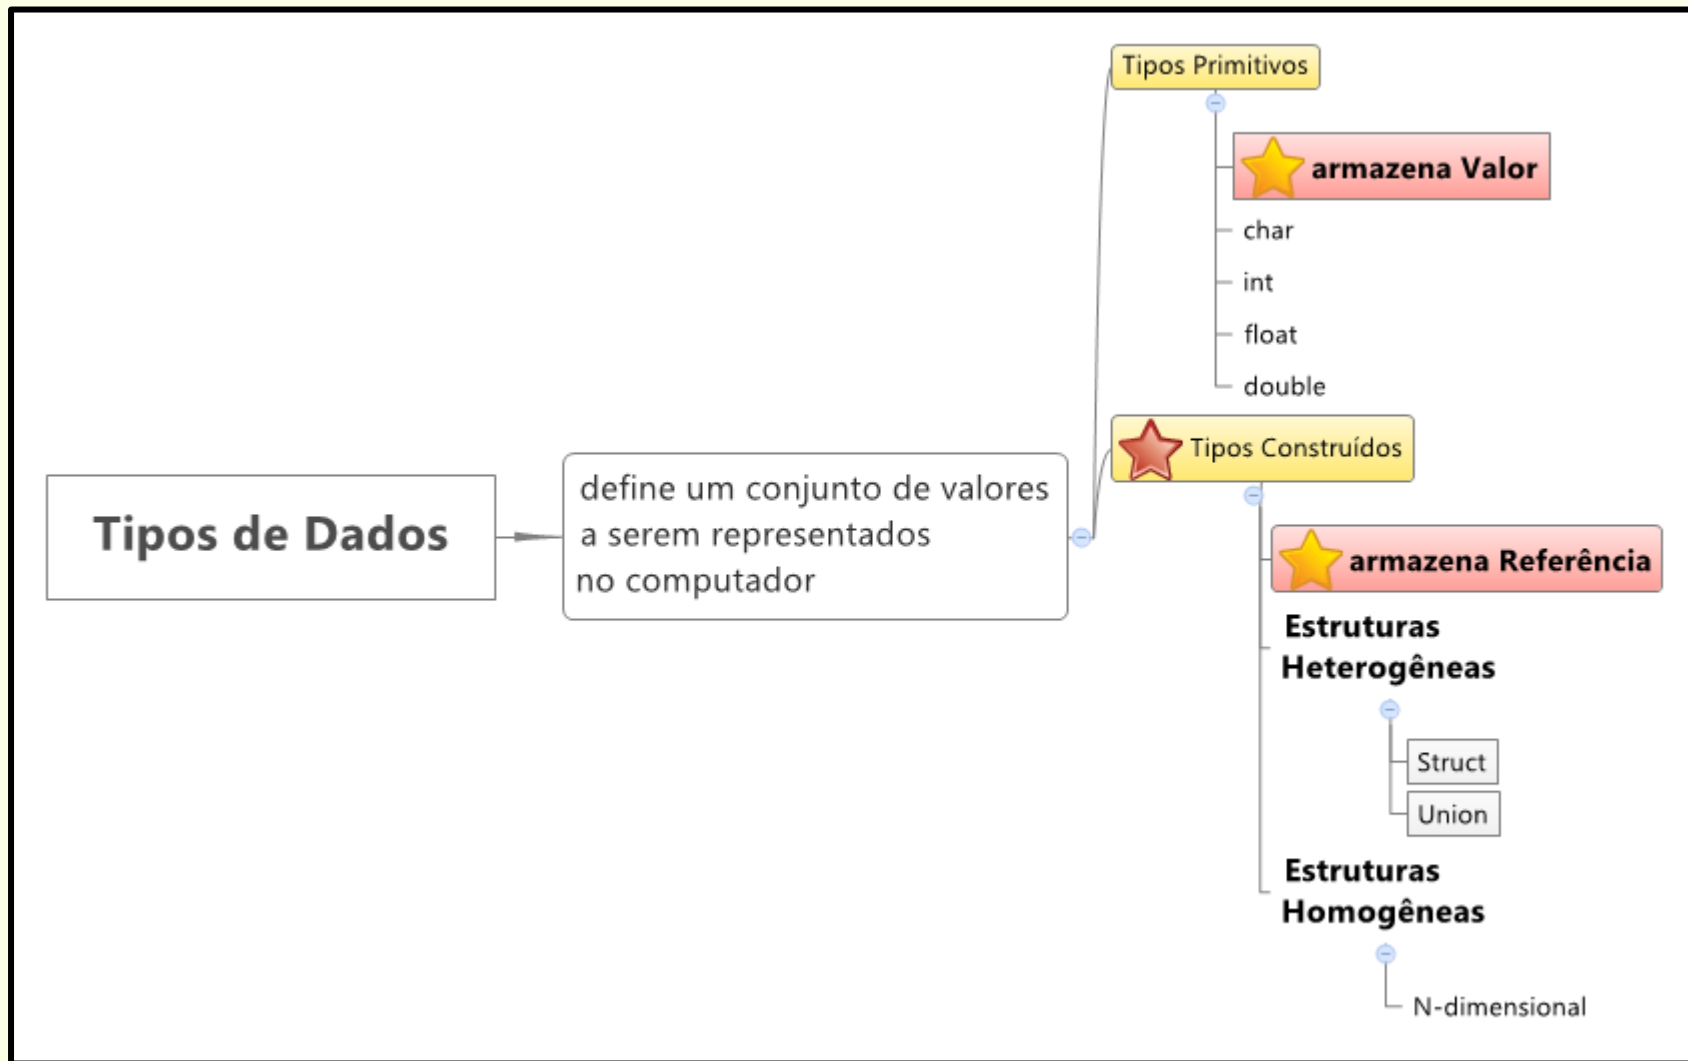 Tipos de Dados
define um conjunto de valores
a serem representados
no computador
Tipos Primitivos
armazena Valor
char
int
float
double
Tipos Construídos
armazena Referência
Estruturas
Heterogêneas
Struct
Union
Estruturas
Homogêneas
N-dimensional